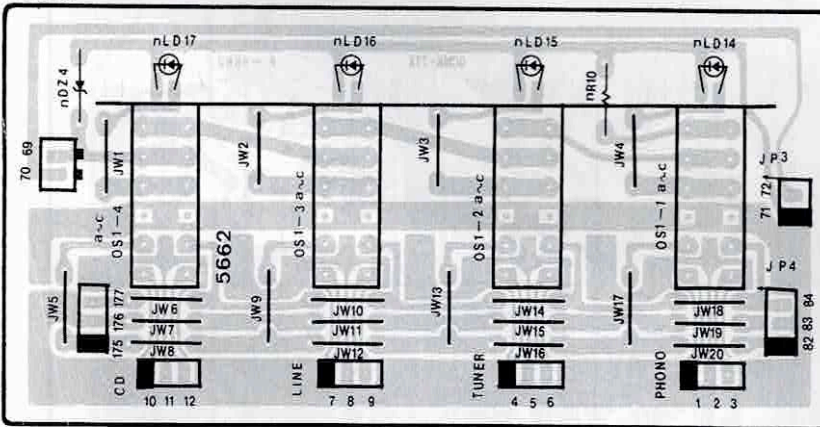 nLD17 nLD16 nLD15 nLD14
nDZ4
nR10
70 69
JW1
JW2
JW3
JW4
JP3
71 72
OS1-4 a~c
OS1-3 a~c
OS1-2 a~c
OS1-1 a~c
5662
JP4
JW5
175 176 177
JW6
JW7
JW8
JW9
JW10
JW11
JW12
JW13
JW14
JW15
JW16
JW17
JW18
JW19
JW20
82 83 84
CD
LINE
TUNER
PHONO
10 11 12
7 8 9
4 5 6
1 2 3